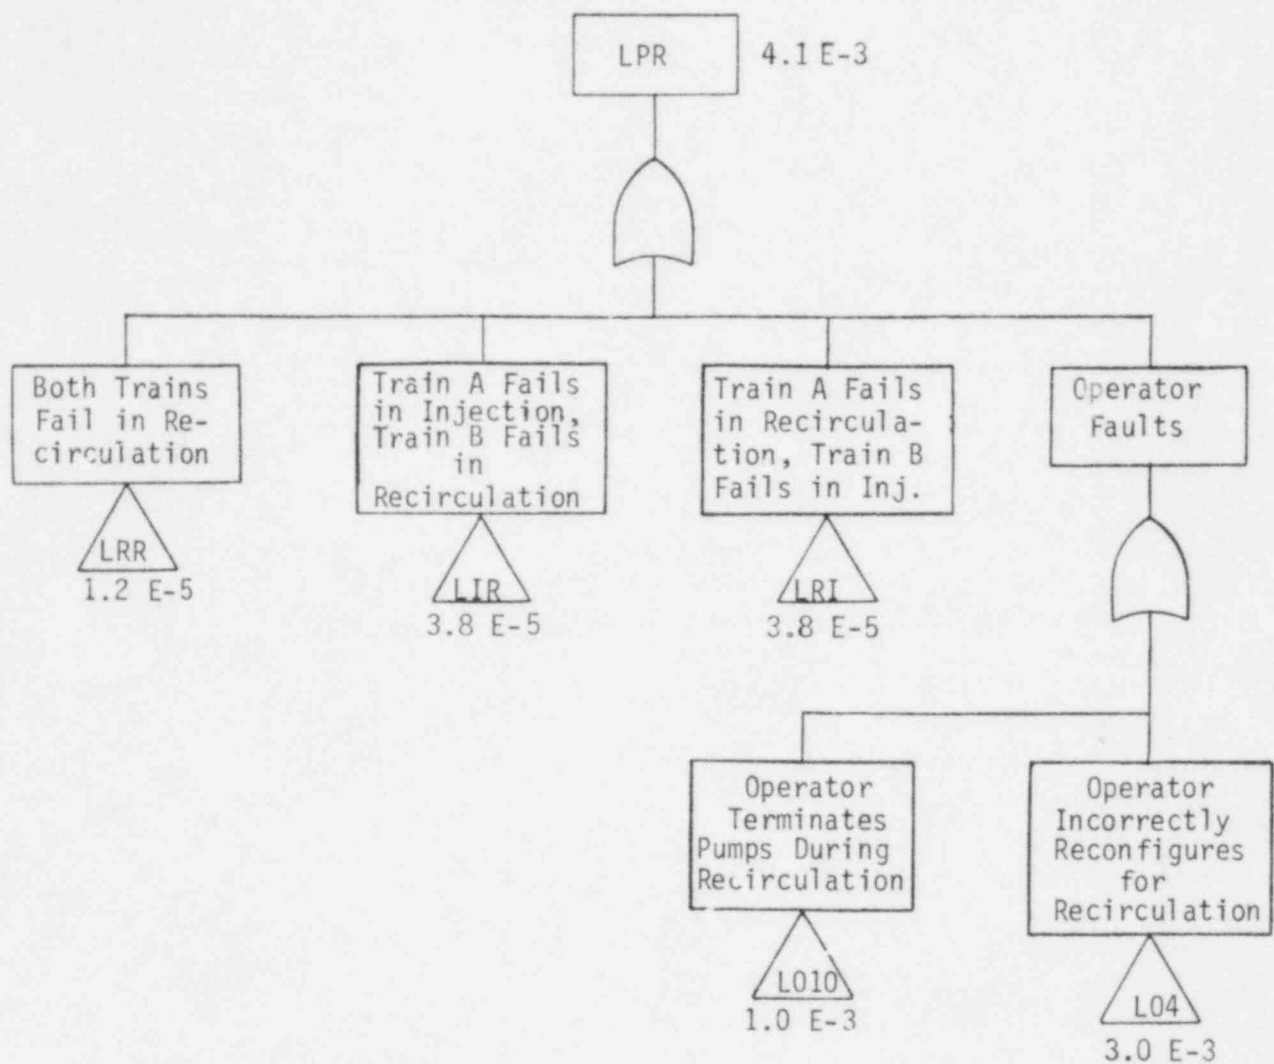 LPR 4.1 E-3
Both Trains
Fail in Re-
circulation
LRR
1.2 E-5
Train A Fails
in Injection,
Train B Fails
in
Recirculation
LIR
3.8 E-5
Train A Fails
in Recircula-
tion, Train B
Fails in Inj.
LRI
3.8 E-5
Operator
Faults
Operator
Terminates
Pumps During
Recirculation
LO10
1.0 E-3
Operator
Incorrectly
Reconfigures
for
Recirculation
LO4
3.0 E-3